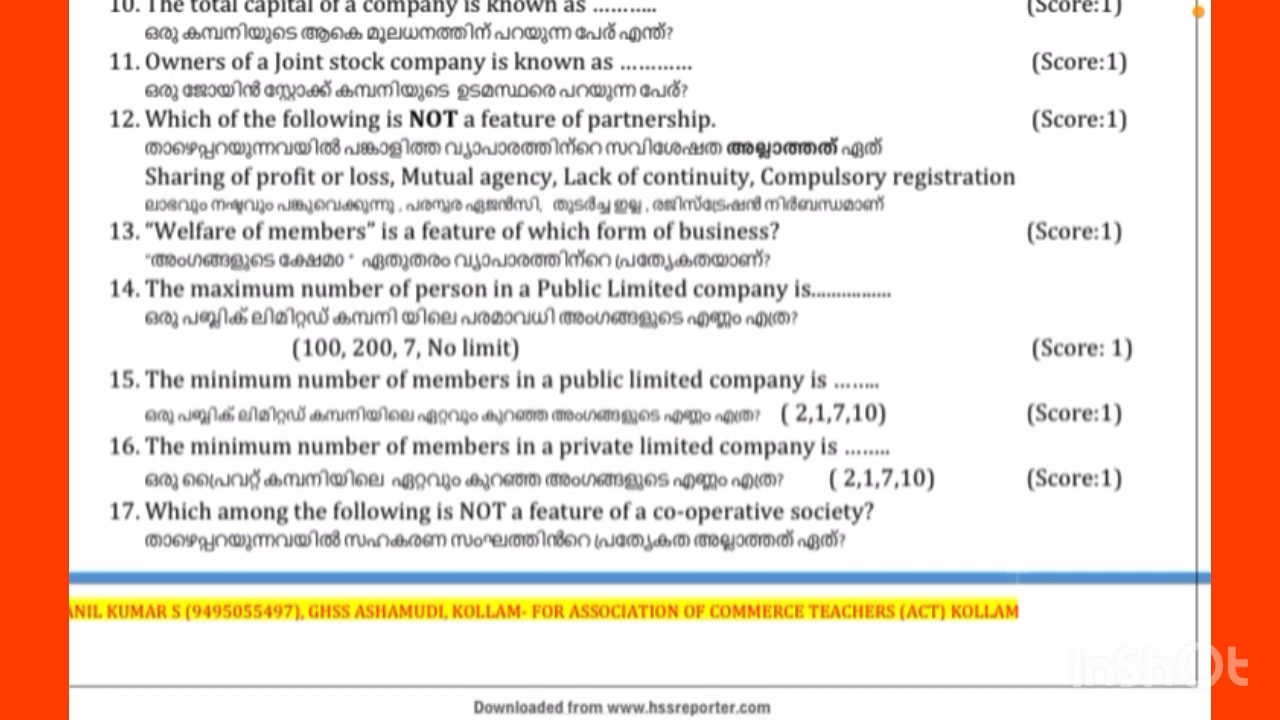 10. The total capital of a company is known as ...........
(Score:1)
ഒരു കമ്പനിയുടെ ആകെ മൂലധനത്തിന് പറയുന്ന പേര് എന്ത്?
11. Owners of a Joint stock company is known as ............
(Score:1)
ഒരു ജോയിൻ സ്റ്റോക്ക് കമ്പനിയുടെ ഉടമസ്ഥരെ പറയുന്ന പേര്?
12. Which of the following is NOT a feature of partnership.
(Score:1)
താഴെപ്പറയുന്നവയിൽ പങ്കാളിത്ത വ്യാപാരത്തിന്റെ സവിശേഷത അല്ലാത്തത് ഏത്
Sharing of profit or loss, Mutual agency, Lack of continuity, Compulsory registration
ലാഭവും നഷ്ടവും പങ്കുവെക്കുന്നു , പരസ്പര ഏജൻസി, തുടർച്ച ഇല്ല , രജിസ്ട്രേഷൻ നിർബന്ധമാണ്
13. “Welfare of members” is a feature of which form of business?
(Score:1)
"അംഗങ്ങളുടെ ക്ഷേമം " ഏതുതരം വ്യാപാരത്തിന്റെ പ്രത്യേകതയാണ്?
14. The maximum number of person in a Public Limited company is................
ഒരു പബ്ലിക് ലിമിറ്റഡ് കമ്പനി യിലെ പരമാവധി അംഗങ്ങളുടെ എണ്ണം എത്ര?
(100, 200, 7, No limit)
(Score: 1)
15. The minimum number of members in a public limited company is ........
ഒരു പബ്ലിക് ലിമിറ്റഡ് കമ്പനിയിലെ ഏറ്റവും കുറഞ്ഞ അംഗങ്ങളുടെ എണ്ണം എത്ര? ( 2,1,7,10)
(Score:1)
16. The minimum number of members in a private limited company is ........
ഒരു പ്രൈവറ്റ് കമ്പനിയിലെ ഏറ്റവും കുറഞ്ഞ അംഗങ്ങളുടെ എണ്ണം എത്ര? ( 2,1,7,10)
(Score:1)
17. Which among the following is NOT a feature of a co-operative society?
താഴെപ്പറയുന്നവയിൽ സഹകരണ സംഘത്തിൻറെ പ്രത്യേകത അല്ലാത്തത് ഏത്?
ANIL KUMAR S (9495055497), GHSS ASHAMUDI, KOLLAM- FOR ASSOCIATION OF COMMERCE TEACHERS (ACT) KOLLAM
InShOt
Downloaded from www.hssreporter.com